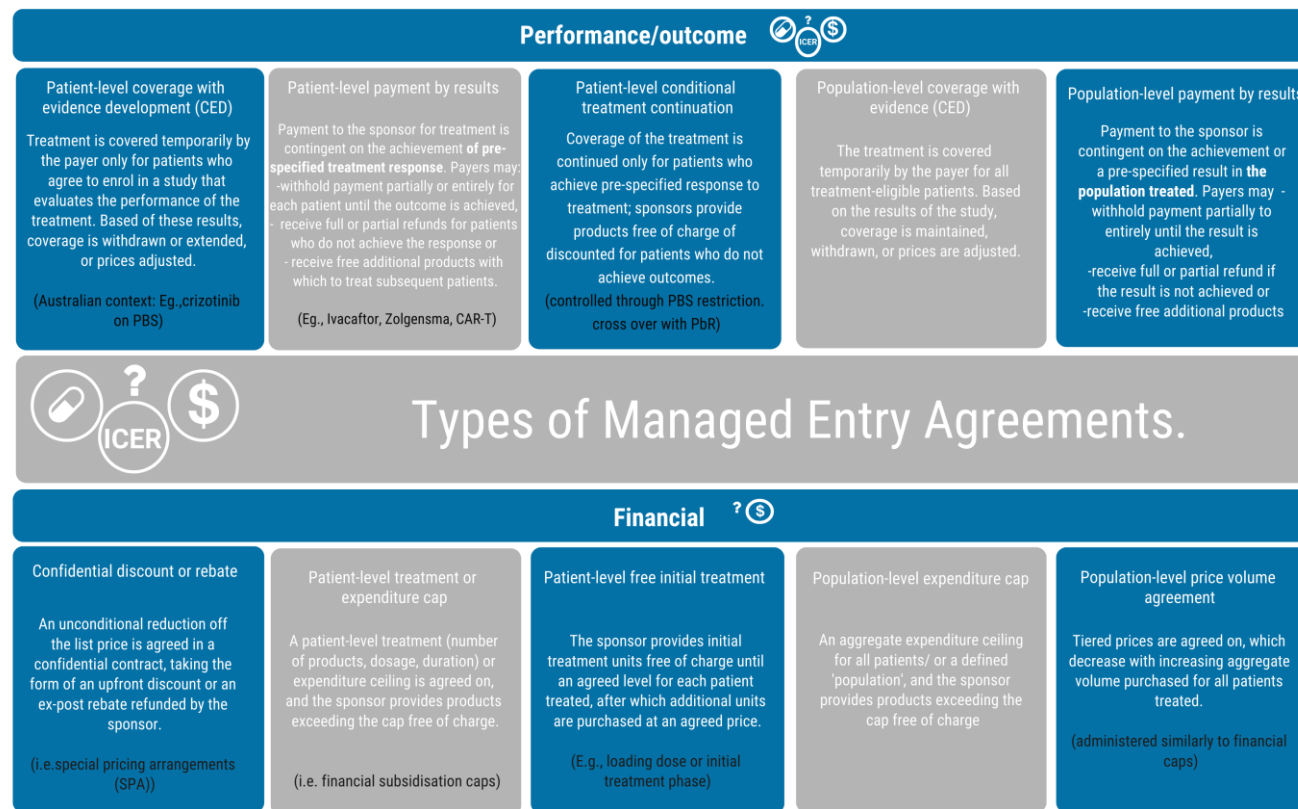 Performance/outcome
?
ICER
$
Patient-level coverage with
evidence development (CED)
Treatment is covered temporarily by
the payer only for patients who
agree to enrol in a study that
evaluates the performance of the
treatment. Based of these results,
coverage is withdrawn or extended,
or prices adjusted.
(Australian context: Eg.,crizotinib
on PBS)
Patient-level payment by results
Payment to the sponsor for treatment is
contingent on the achievement of pre-
specified treatment response. Payers may:
-withhold payment partially or entirely for
each patient until the outcome is achieved,
- receive full or partial refunds for patients
who do not achieve the response or
- receive free additional products with
which to treat subsequent patients.
(Eg., Ivacaftor, Zolgensma, CAR-T)
Patient-level conditional
treatment continuation
Coverage of the treatment is
continued only for patients who
achieve pre-specified response to
treatment; sponsors provide
products free of charge of
discounted for patients who do not
achieve outcomes.
(controlled through PBS restriction.
cross over with PbR)
Population-level coverage with
evidence (CED)
The treatment is covered
temporarily by the payer for all
treatment-eligible patients. Based
on the results of the study,
coverage is maintained,
withdrawn, or prices are adjusted.
Population-level payment by results
Payment to the sponsor is
contingent on the achievement or
a pre-specified result in the
population treated. Payers may -
withhold payment partially to
entirely until the result is
achieved,
-receive full or partial refund if
the result is not achieved or
-receive free additional products
?
ICER
$
Types of Managed Entry Agreements.
Financial
? $
Confidential discount or rebate
An unconditional reduction off
the list price is agreed in a
confidential contract, taking the
form of an upfront discount or an
ex-post rebate refunded by the
sponsor.
(i.e.special pricing arrangements
(SPA))
Patient-level treatment or
expenditure cap
A patient-level treatment (number
of products, dosage, duration) or
expenditure ceiling is agreed on,
and the sponsor provides products
exceeding the cap free of charge.
(i.e. financial subsidisation caps)
Patient-level free initial treatment
The sponsor provides initial
treatment units free of charge until
an agreed level for each patient
treated, after which additional units
are purchased at an agreed price.
(E.g., loading dose or initial
treatment phase)
Population-level expenditure cap
An aggregate expenditure ceiling
for all patients/ or a defined
'population', and the sponsor
provides products exceeding the
cap free of charge
Population-level price volume
agreement
Tiered prices are agreed on, which
decrease with increasing aggregate
volume purchased for all patients
treated.
(administered similarly to financial
caps)